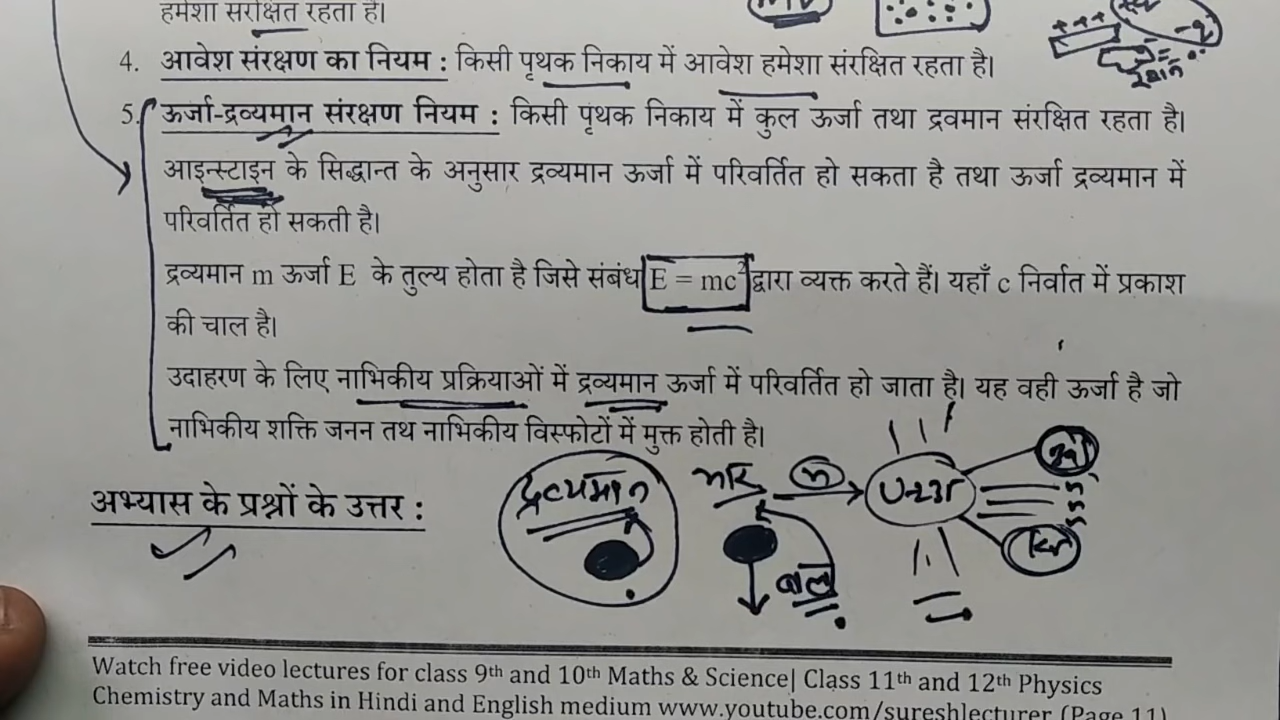 हमेशा सरंक्षित रहता है।
4. आवेश संरक्षण का नियम : किसी पृथक निकाय में आवेश हमेशा संरक्षित रहता है।
5. ऊर्जा-द्रव्यमान संरक्षण नियम : किसी पृथक निकाय में कुल ऊर्जा तथा द्रवमान संरक्षित रहता है।
आइन्स्टाइन के सिद्धान्त के अनुसार द्रव्यमान ऊर्जा में परिवर्तित हो सकता है तथा ऊर्जा द्रव्यमान में
परिवर्तित हो सकती है।
द्रव्यमान m ऊर्जा E के तुल्य होता है जिसे संबंध E = mc² द्वारा व्यक्त करते हैं। यहाँ c निर्वात में प्रकाश
की चाल है।
उदाहरण के लिए नाभिकीय प्रक्रियाओं में द्रव्यमान ऊर्जा में परिवर्तित हो जाता है। यह वही ऊर्जा है जो
नाभिकीय शक्ति जनन तथ नाभिकीय विस्फोटों में मुक्त होती है।
द्रव्यमान भार n U-235
बल
अभ्यास के प्रश्नों के उत्तर :
Watch free video lectures for class 9th and 10th Maths & Science| Class 11th and 12th Physics
Chemistry and Maths in Hindi and English medium www.youtube.com/sureshlecturer (Page 11)